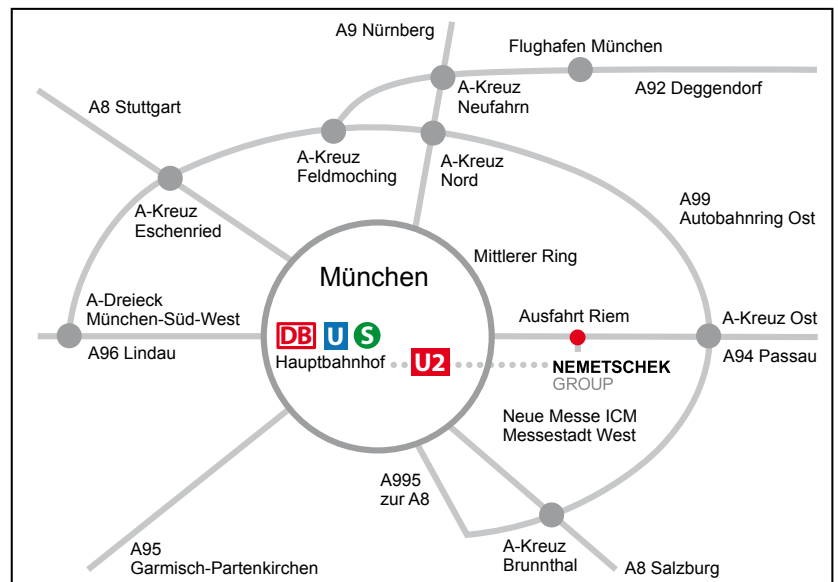 A9 Nürnberg
Flughafen München
A-Kreuz
Neufahrn
A92 Deggendorf
A8 Stuttgart
A-Kreuz
Feldmoching
A-Kreuz
Nord
A-Kreuz
Eschenried
A99
Autobahnring Ost
Mittlerer Ring
München
A-Dreieck
München-Süd-West
A96 Lindau
DB U S
Hauptbahnhof
U2
Ausfahrt Riem
A-Kreuz Ost
A94 Passau
NEMETSCHEK
GROUP
Neue Messe ICM
Messestadt West
A995
zur A8
A95
Garmisch-Partenkirchen
A-Kreuz
Brunnthal
A8 Salzburg